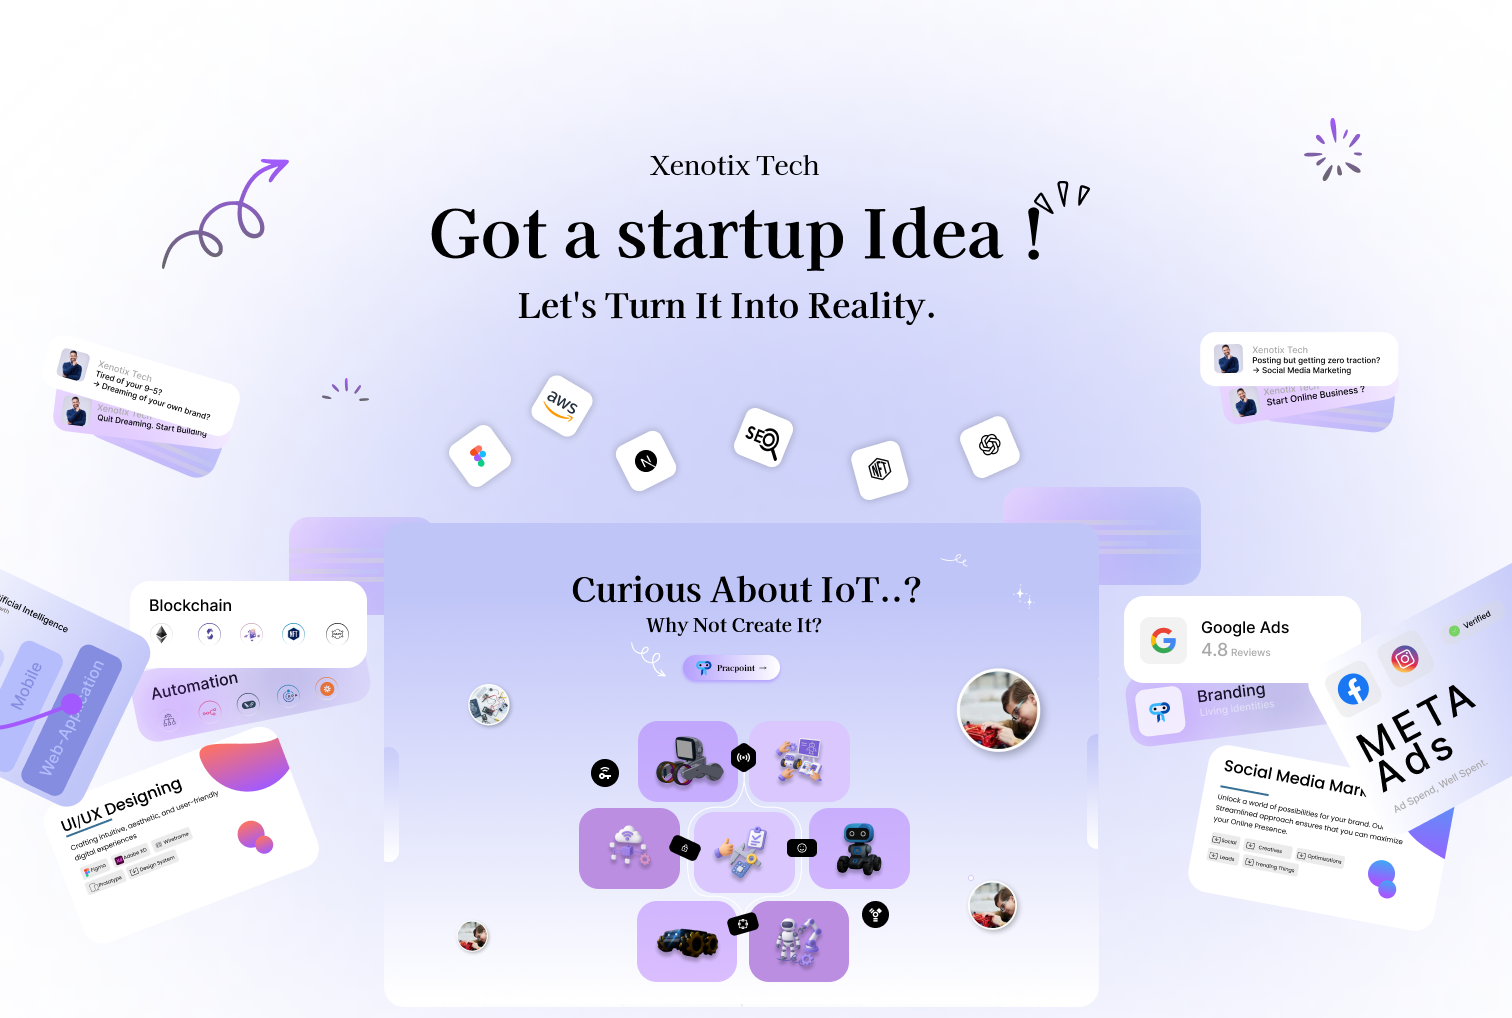 Xenotix Tech
Got a startup Idea !
Let's Turn It Into Reality.
Xenotix Tech
Tired of your 9–5?
→ Dreaming of your own brand?
Xenotix Tech
Quit Dreaming. Start Building
Xenotix Tech
Posting but getting zero traction?
→ Social Media Marketing
Xenotix Tech
Start Online Business ?
aws
N
SEO
NFT
Curious About IoT..?
Why Not Create It?
Pracpoint →
Artificial Intelligence
Mobile
Web-Application
Blockchain
NFT
Automation
UI/UX Designing
Crafting intuitive, aesthetic, and user-friendly
digital experiences
Figma
Adobe XD
Wireframe
Prototype
Design System
Google Ads
4.8 Reviews
Branding
Living identities
Verified
META
Ads
Ad Spend, Well Spent.
Social Media Mark
Unlock a world of possibilities for your brand. Our
Streamlined approach ensures that you can maximize
your Online Presence.
Social
Creatives
Optimizations
Leads
Trending Things